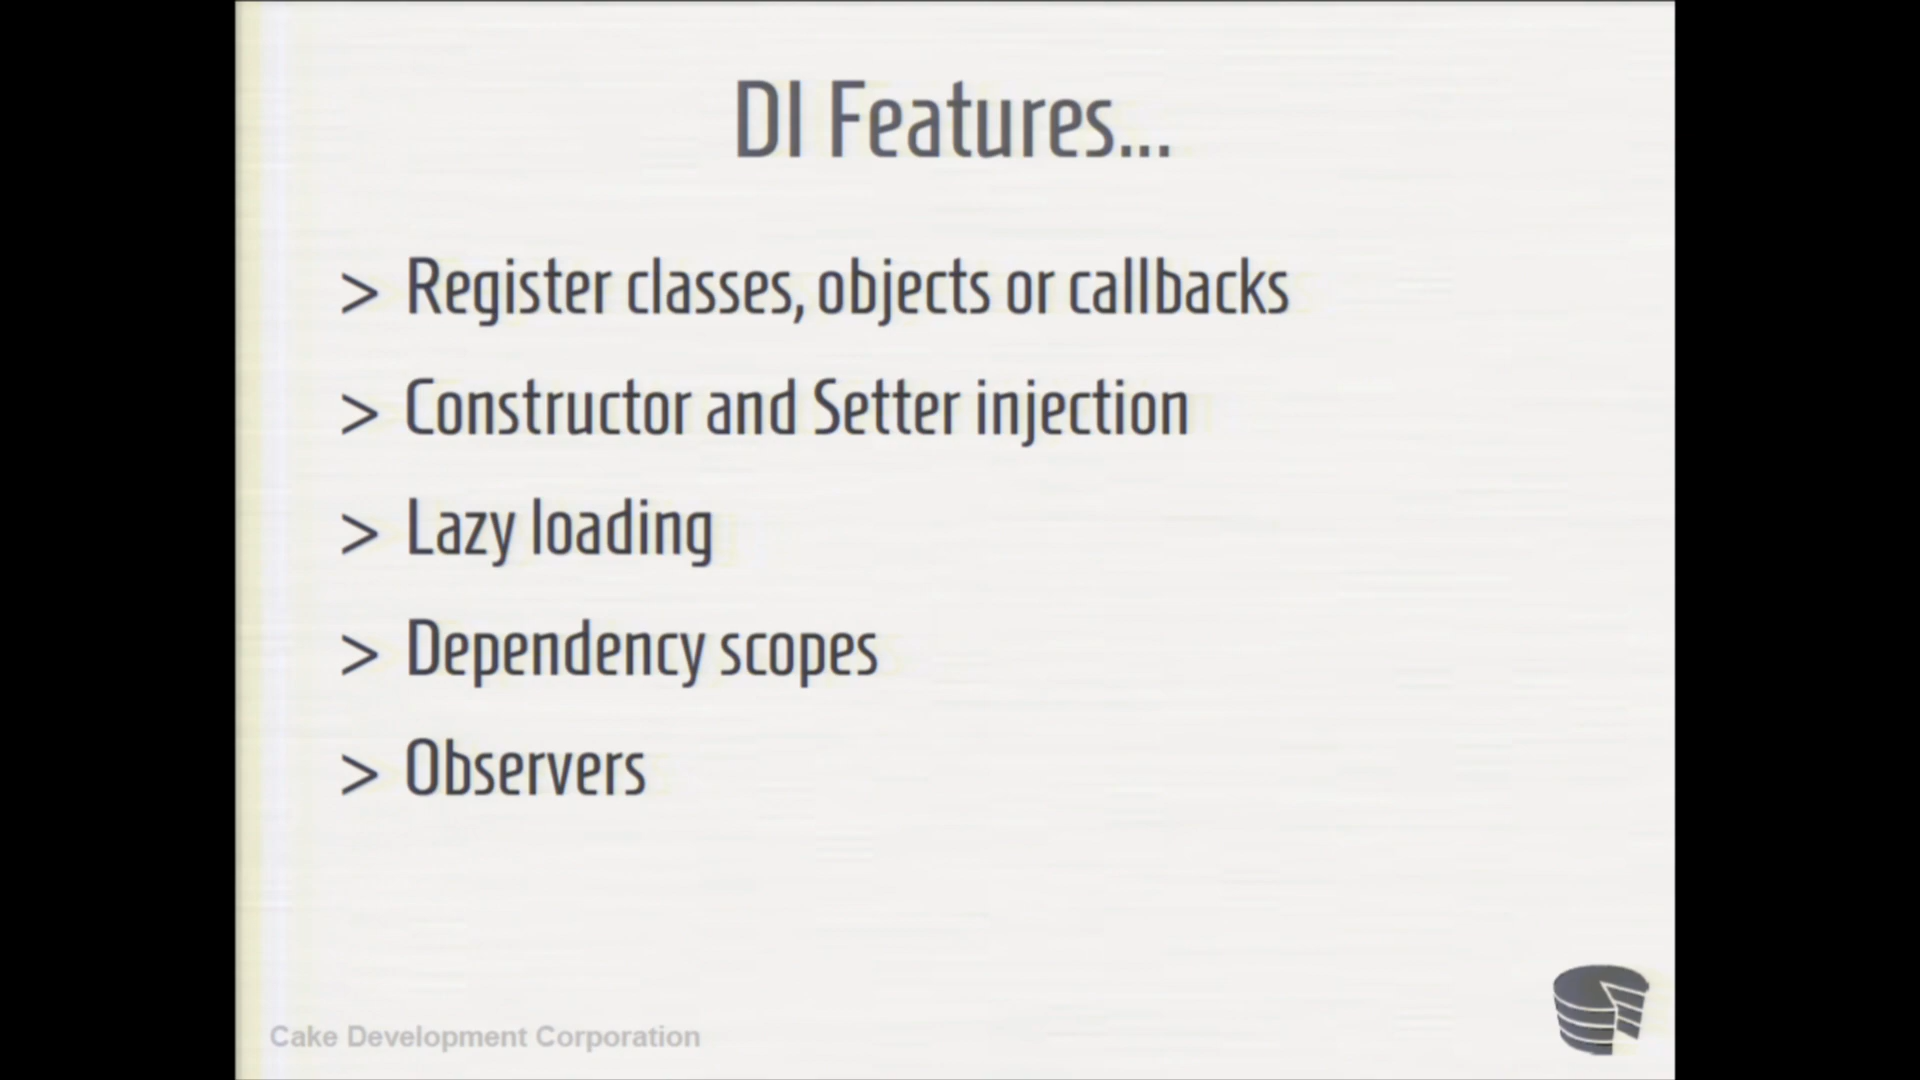 DI Features...
> Register classes, objects or callbacks
> Constructor and Setter injection
> Lazy loading
> Dependency scopes
> Observers
Cake Development Corporation